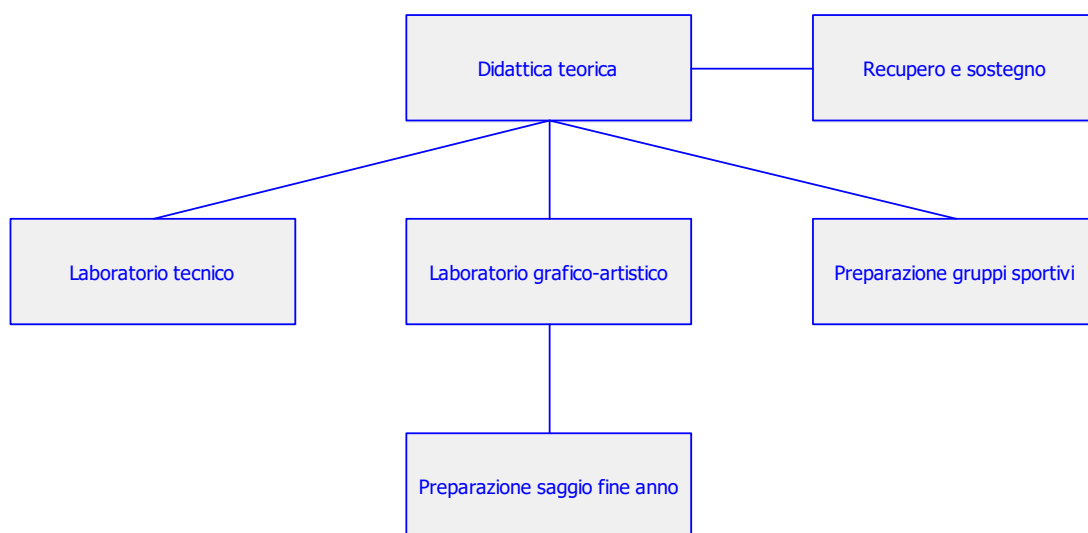 Didattica teorica
Recupero e sostegno
Laboratorio tecnico
Laboratorio grafico-artistico
Preparazione gruppi sportivi
Preparazione saggio fine anno